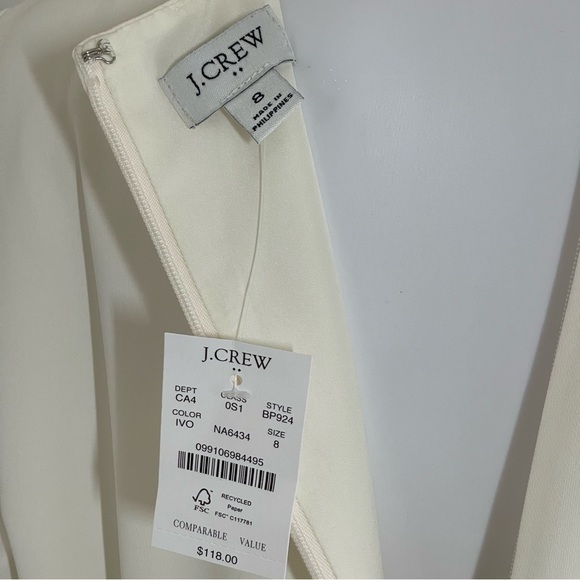 J.CREW
8
MADE IN
PHILIPPINES
J.CREW
DEPT CLASS STYLE
CA4 0S1 BP924
COLOR SIZE
IVO NA6434 8
099106984495
FSC
RECYCLED
Paper
FSC® C117781
COMPARABLE VALUE
$118.00